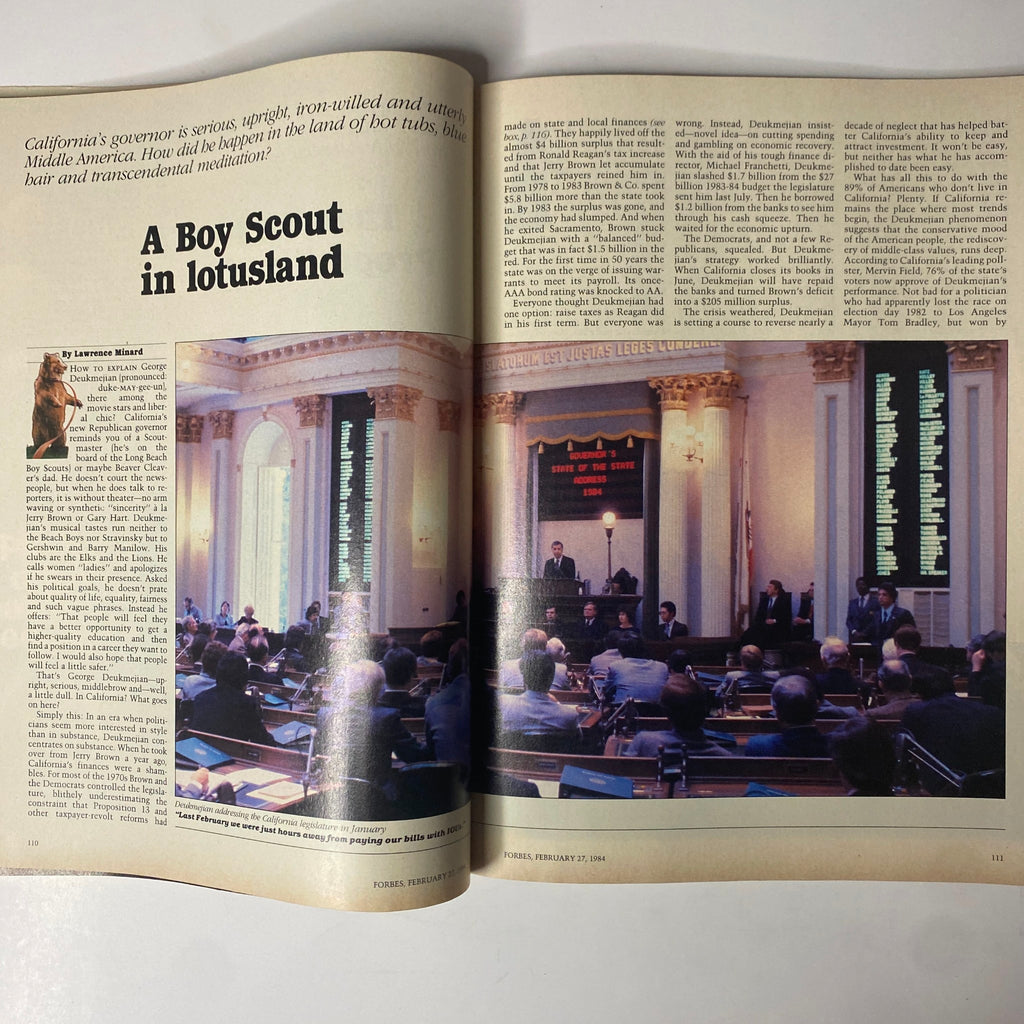 California's governor is serious, upright, iron-willed and utterly
Middle America. How did he happen in the land of hot tubs, blue
hair and transcendental meditation?
A Boy Scout
in lotusland
By Lawrence Minard
How to explain George
Deukmejian [pronounced:
duke-MAY-gee-un],
there among the
movie stars and liber-
al chic? California's
new Republican governor
reminds you of a Scout-
master [he's on the
board of the Long Beach
Boy Scouts] or maybe Beaver Cleav-
er's dad. He doesn't court the news-
people, but when he does talk to re-
porters, it is without theater—no arm
waving or synthetic "sincerity" à la
Jerry Brown or Gary Hart. Deukme-
jian's musical tastes run neither to
the Beach Boys nor Stravinsky but to
Gershwin and Barry Manilow. His
clubs are the Elks and the Lions. He
calls women "ladies" and apologizes
if he swears in their presence. Asked
his political goals, he doesn't prate
about quality of life, equality, fairness
and such vague phrases. Instead he
offers: "That people will feel they
have a better opportunity to get a
higher-quality education and then
find a position in a career they want to
follow. I would also hope that people
will feel a little safer."
That's George Deukmejian—up-
right, serious, middlebrow and—well,
a little dull. In California? What goes
on here?
Simply this: In an era when politi-
cians seem more interested in style
than in substance, Deukmejian con-
centrates on substance. When he took
over from Jerry Brown a year ago,
California's finances were a sham-
bles. For most of the 1970s Brown and
the Democrats controlled the legisla-
ture, blithely underestimating the
constraint that Proposition 13 and
other taxpayer-revolt reforms had
Deukmejian addressing the California legislature in January
"Last February we were just hours away from paying our bills with IOUs."
110
FORBES, FEBRUARY 27, 1984
made on state and local finances (see
box, p. 116). They happily lived off the
almost $4 billion surplus that result-
ed from Ronald Reagan's tax increase
and that Jerry Brown let accumulate
until the taxpayers reined him in.
From 1978 to 1983 Brown & Co. spent
$5.8 billion more than the state took
in. By 1983 the surplus was gone, and
the economy had slumped. And when
he exited Sacramento, Brown stuck
Deukmejian with a "balanced" bud-
get that was in fact $1.5 billion in the
red. For the first time in 50 years the
state was on the verge of issuing war-
rants to meet its payroll. Its once-
AAA bond rating was knocked to AA.
Everyone thought Deukmejian had
one option: raise taxes as Reagan did
in his first term. But everyone was
wrong. Instead, Deukmejian insist-
ed—novel idea—on cutting spending
and gambling on economic recovery.
With the aid of his tough finance di-
rector, Michael Franchetti, Deukme-
jian slashed $1.7 billion from the $27
billion 1983-84 budget the legislature
sent him last July. Then he borrowed
$1.2 billion from the banks to see him
through his cash squeeze. Then he
waited for the economic upturn.
The Democrats, and not a few Re-
publicans, squealed. But Deukme-
jian's strategy worked brilliantly.
When California closes its books in
June, Deukmejian will have repaid
the banks and turned Brown's deficit
into a $205 million surplus.
The crisis weathered, Deukmejian
is setting a course to reverse nearly a
decade of neglect that has helped bat-
ter California's ability to keep and
attract investment. It won't be easy,
but neither has what he has accom-
plished to date been easy.
What has all this to do with the
89% of Americans who don't live in
California? Plenty. If California re-
mains the place where most trends
begin, the Deukmejian phenomenon
suggests that the conservative mood
of the American people, the rediscov-
ery of middle-class values, runs deep.
According to California's leading poll-
ster, Mervin Field, 76% of the state's
voters now approve of Deukmejian's
performance. Not bad for a politician
who had apparently lost the race on
election day 1982 to Los Angeles
Mayor Tom Bradley, but won by
STATORUM EST JUSTAS LEGES CONDERE
GOVERNOR'S
STATE OF THE STATE
ADDRESS
1984
FORBES, FEBRUARY 27, 1984
111